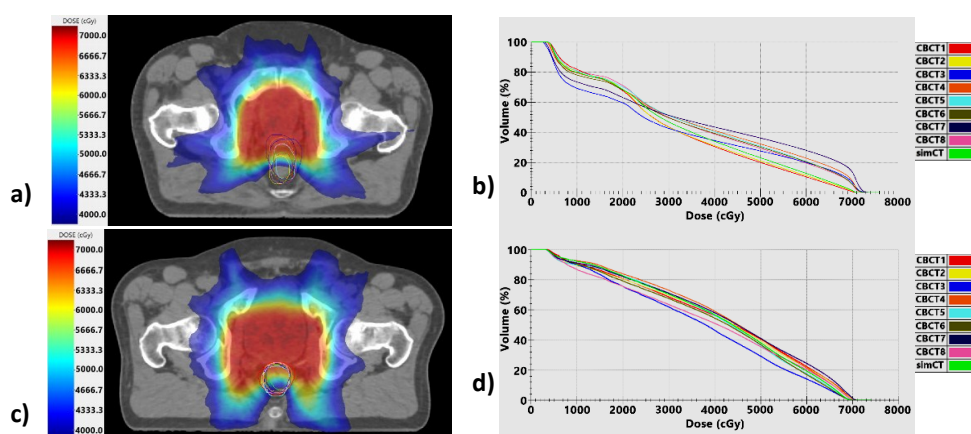 a)
DOSE (cGy)
7000.0
6666.7
6333.3
6000.0
5666.7
5333.3
5000.0
4666.7
4333.3
4000.0
b)
Volume (%)
100
80
60
40
20
0
0 1000 2000 3000 4000 5000 6000 7000 8000
Dose (cGy)
CBCT1
CBCT2
CBCT3
CBCT4
CBCT5
CBCT6
CBCT7
CBCT8
simCT
c)
DOSE (cGy)
7000.0
6666.7
6333.3
6000.0
5666.7
5333.3
5000.0
4666.7
4333.3
4000.0
d)
Volume (%)
100
80
60
40
20
0
0 1000 2000 3000 4000 5000 6000 7000 8000
Dose (cGy)
CBCT1
CBCT2
CBCT3
CBCT4
CBCT5
CBCT6
CBCT7
CBCT8
simCT